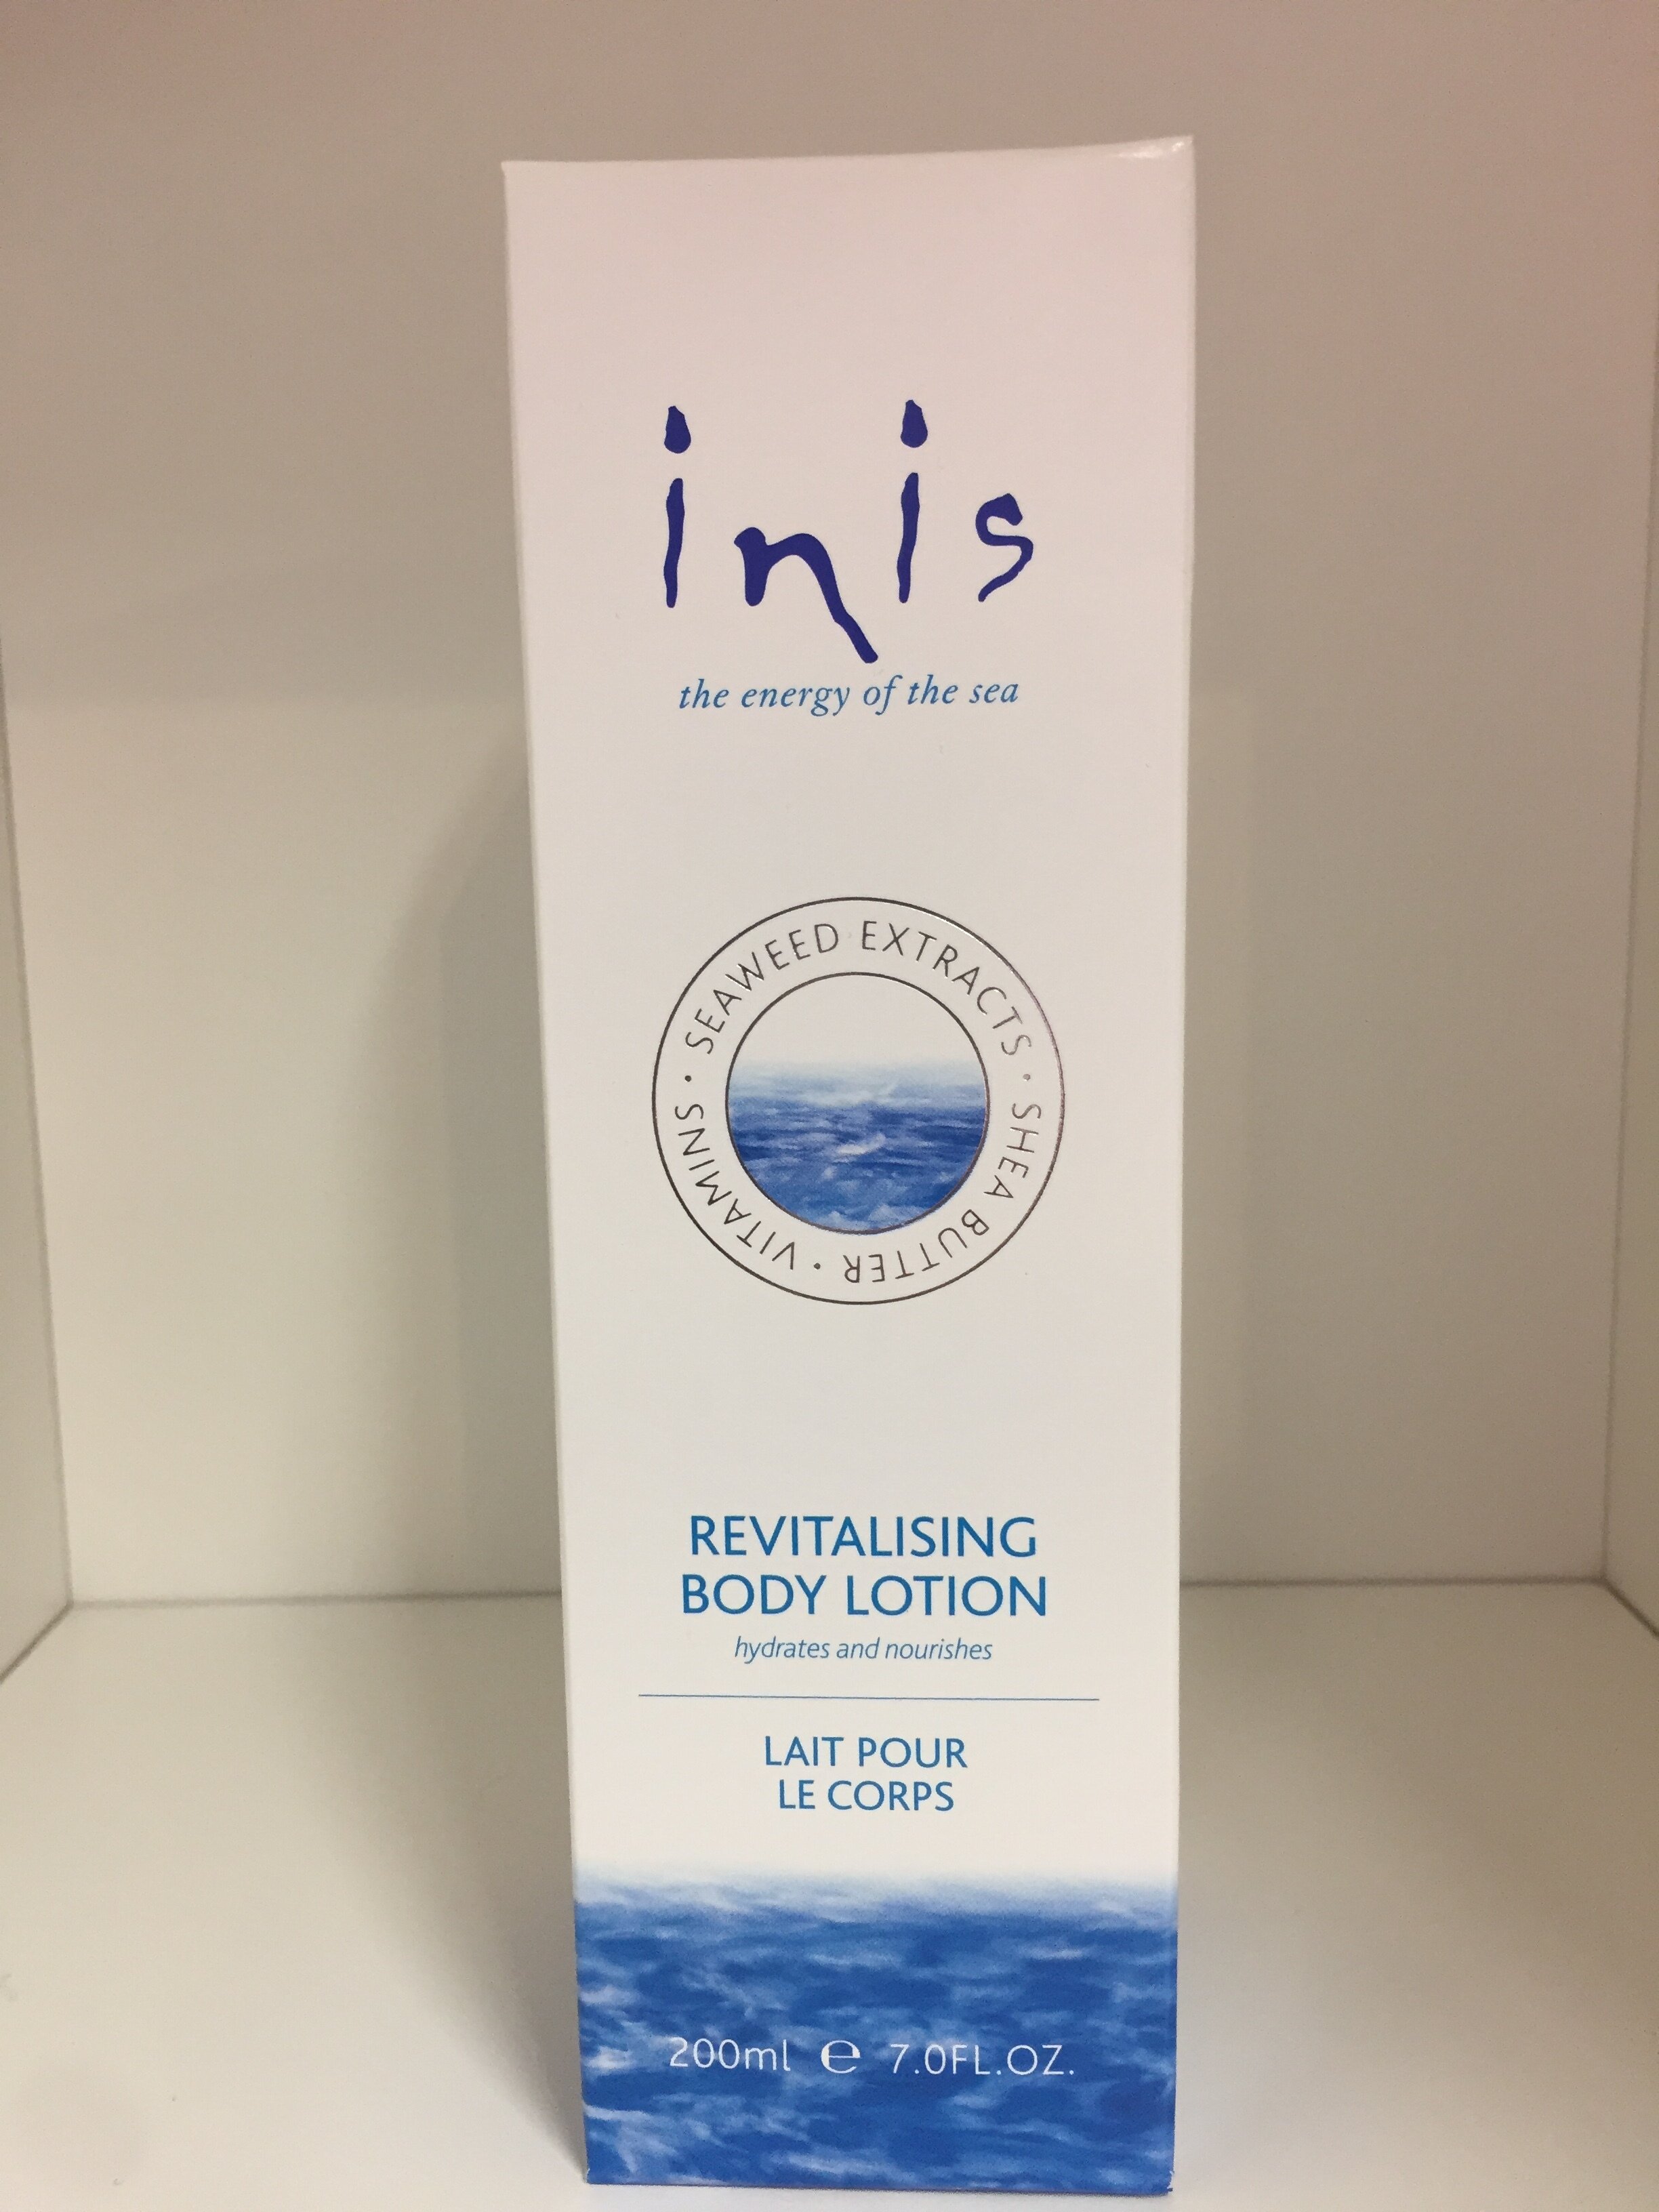 inis
the energy of the sea
· SEAWEED EXTRACTS · SHEA BUTTER · VITAMINS
REVITALISING
BODY LOTION
hydrates and nourishes
LAIT POUR
LE CORPS
200ml ℮ 7.0FL.OZ.